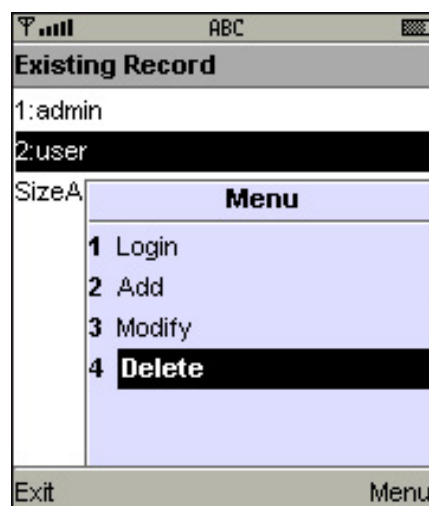 ABC
Existing Record
1:admin
2:user
SizeA
Menu
1 Login
2 Add
3 Modify
4 Delete
Exit Menu